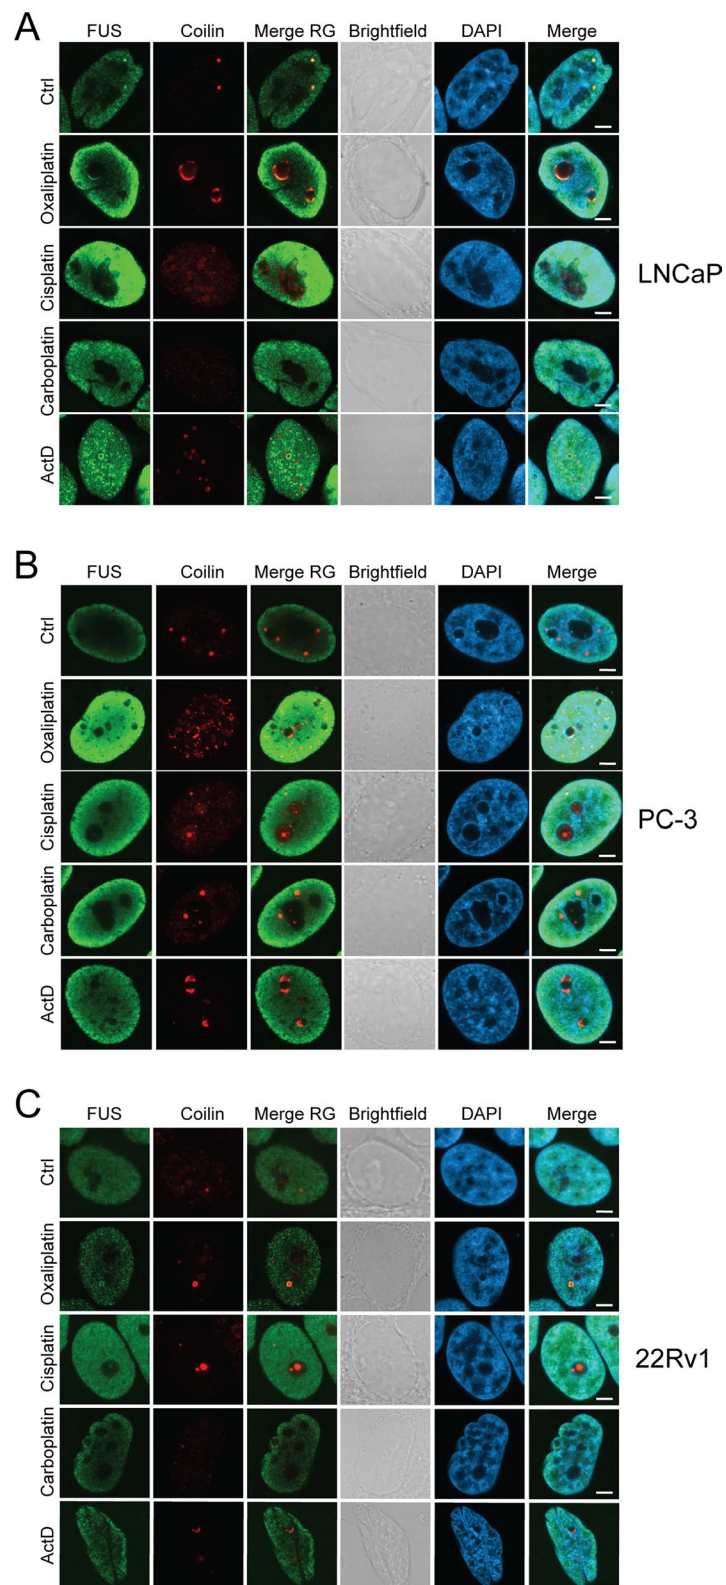 A
FUS Coilin Merge RG Brightfield DAPI Merge
Ctrl
Oxaliplatin
Cisplatin
Carboplatin
ActD
LNCaP
B
FUS Coilin Merge RG Brightfield DAPI Merge
Ctrl
Oxaliplatin
Cisplatin
Carboplatin
ActD
PC-3
C
FUS Coilin Merge RG Brightfield DAPI Merge
Ctrl
Oxaliplatin
Cisplatin
Carboplatin
ActD
22Rv1